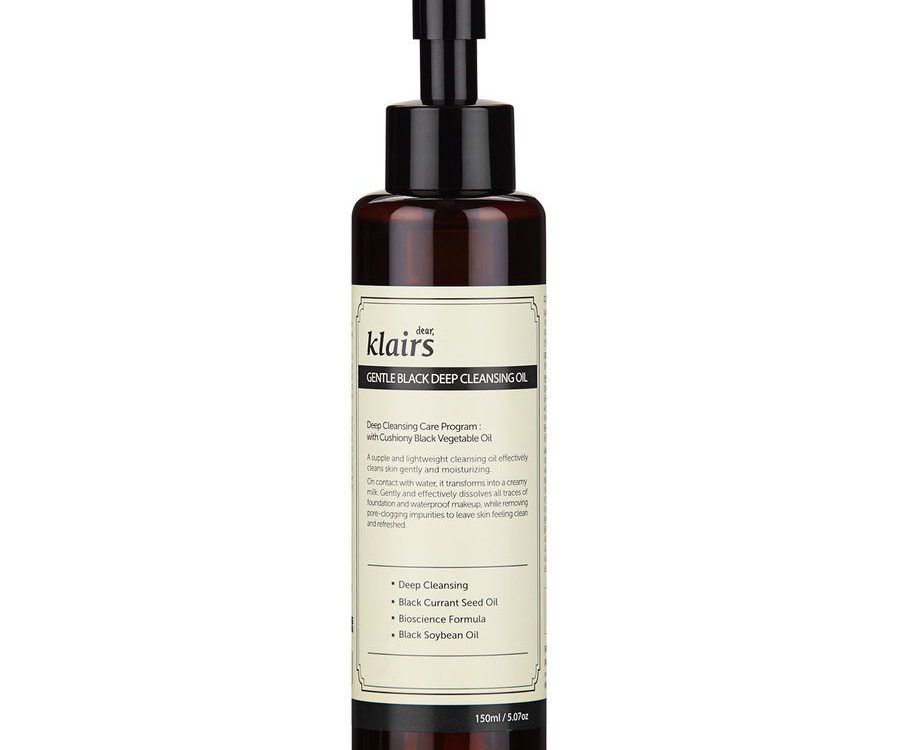 dear,
klairs
GENTLE BLACK DEEP CLEANSING OIL
Deep Cleansing Care Program :
with Cushiony Black Vegetable Oil
A supple and lightweight cleansing oil effectively
cleans skin gently and moisturizing.
On contact with water, it transforms into a creamy
milk. Gently and effectively dissolves all traces of
foundation and waterproof makeup, while removing
pore-clogging impurities to leave skin feeling clean
and refreshed.
▪ Deep Cleansing
▪ Black Currant Seed Oil
▪ Bioscience Formula
▪ Black Soybean Oil
150ml / 5.07oz